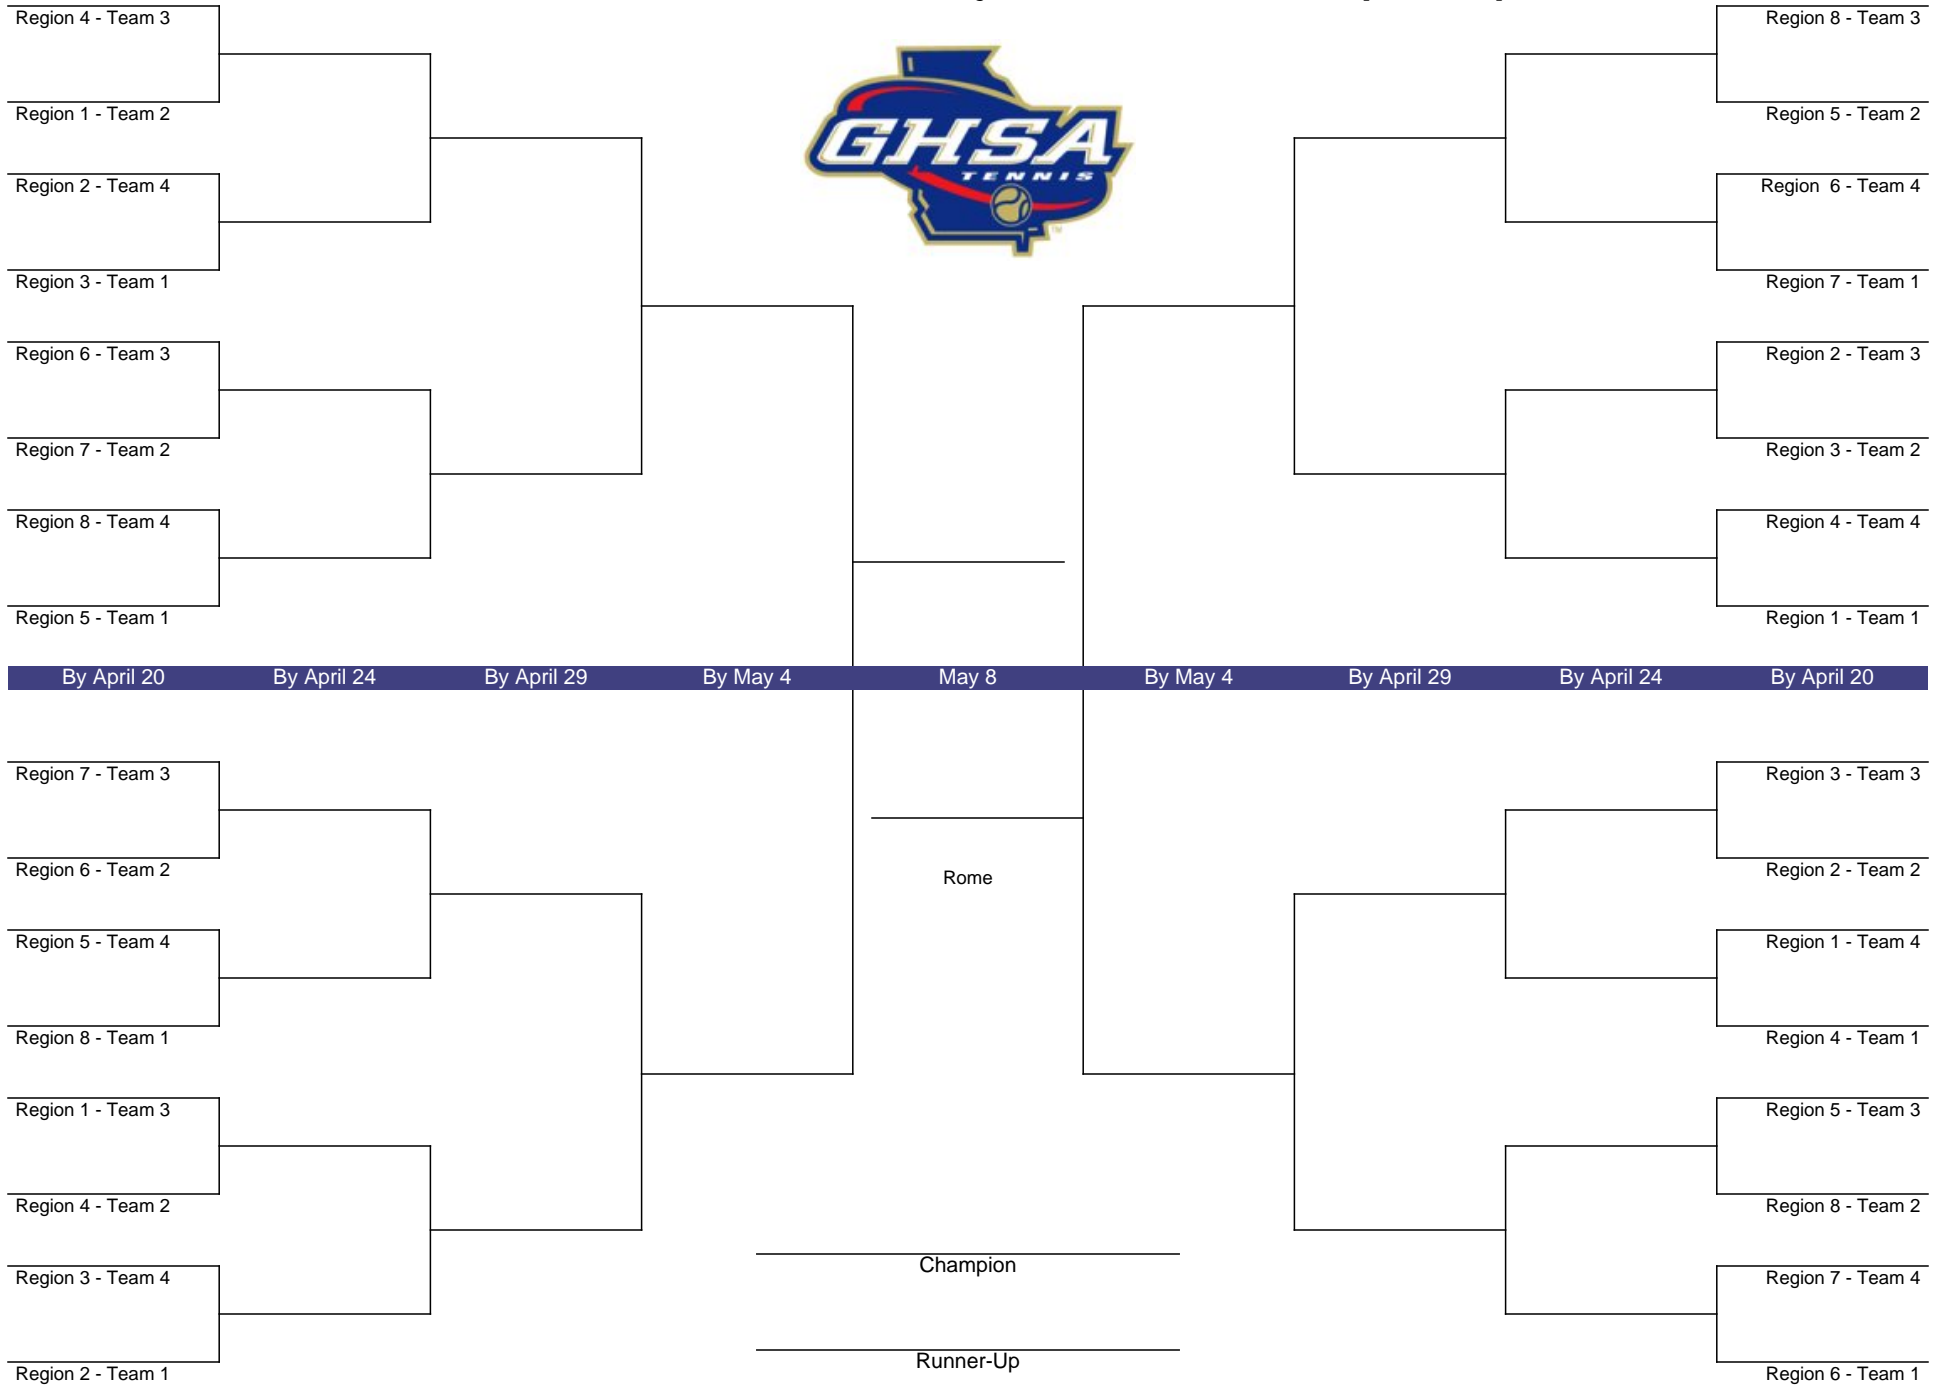 Region 4 - Team 3
Region 1 - Team 2
Region 2 - Team 4
Region 3 - Team 1
Region 6 - Team 3
Region 7 - Team 2
Region 8 - Team 4
Region 5 - Team 1
GHSA
TENNIS
TM
Region 8 - Team 3
Region 5 - Team 2
Region  6 - Team 4
Region 7 - Team 1
Region 2 - Team 3
Region 3 - Team 2
Region 4 - Team 4
Region 1 - Team 1
By April 20 By April 24 By April 29 By May 4 May 8 By May 4 By April 29 By April 24 By April 20
Region 7 - Team 3
Region 6 - Team 2
Region 5 - Team 4
Region 8 - Team 1
Region 1 - Team 3
Region 4 - Team 2
Region 3 - Team 4
Region 2 - Team 1
Rome
Champion
Runner-Up
Region 3 - Team 3
Region 2 - Team 2
Region 1 - Team 4
Region 4 - Team 1
Region 5 - Team 3
Region 8 - Team 2
Region 7 - Team 4
Region 6 - Team 1